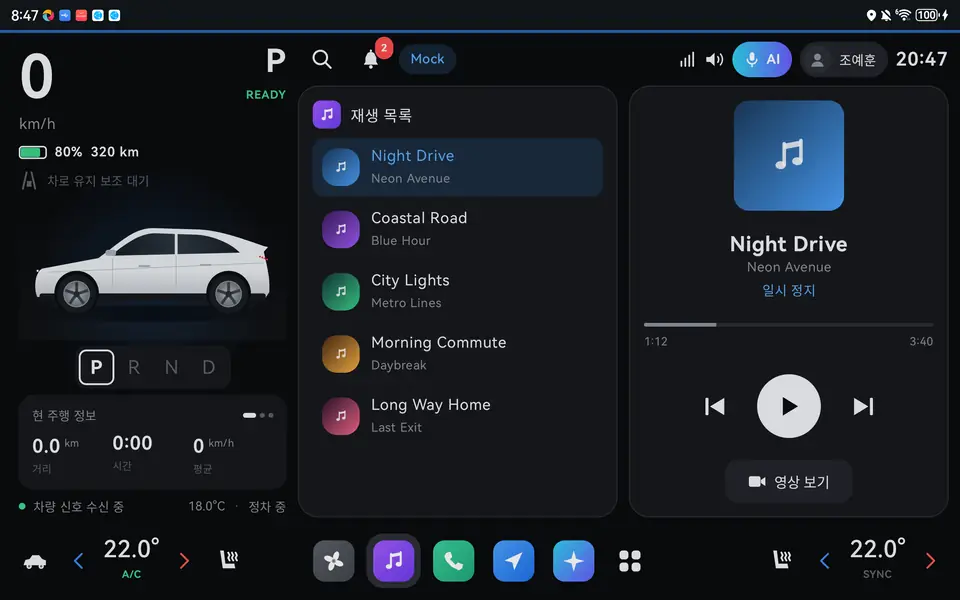 8:47
100
0
P
READY
km/h
80% 320 km
차로 유지 보조 대기
P R N D
현 주행 정보
0.0 km
거리
0:00
시간
0 km/h
평균
차량 신호 수신 중
18.0°C · 정차 중
2
Mock
AI
조예훈
20:47
재생 목록
Night Drive
Neon Avenue
Coastal Road
Blue Hour
City Lights
Metro Lines
Morning Commute
Daybreak
Long Way Home
Last Exit
Night Drive
Neon Avenue
일시 정지
1:12
3:40
영상 보기
22.0°
A/C
22.0°
SYNC